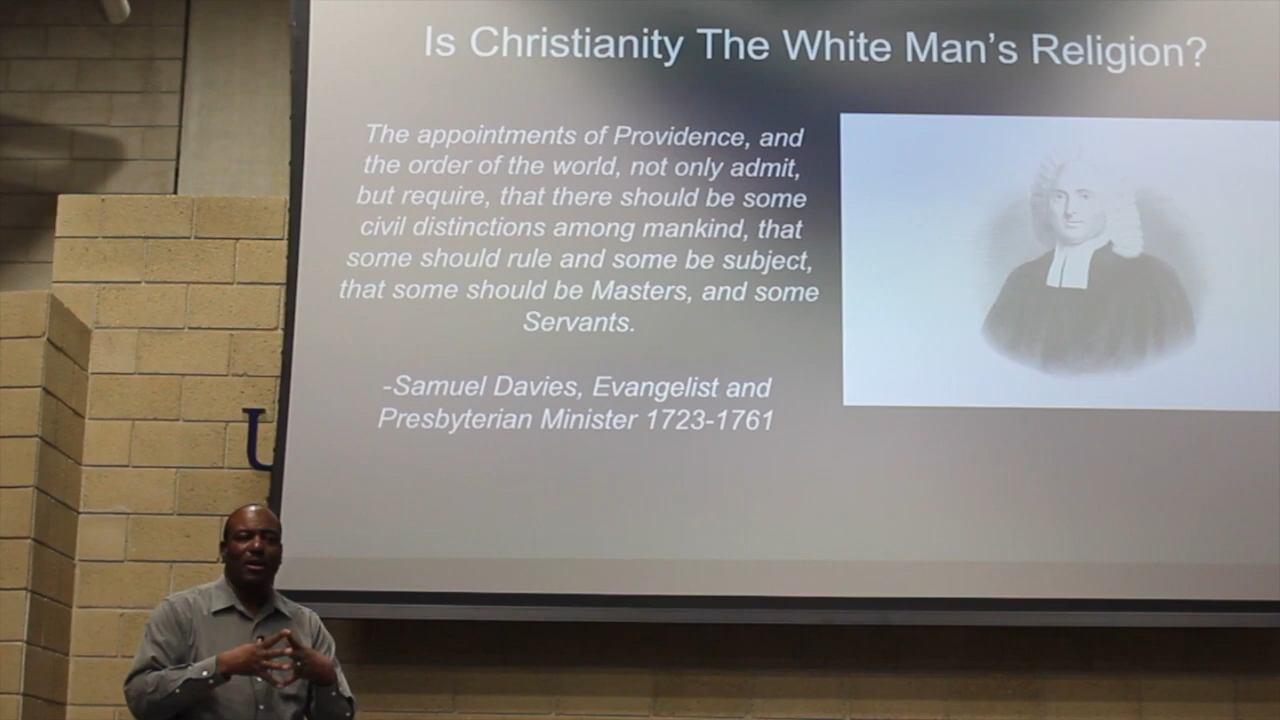 Is Christianity The White Man's Religion?
The appointments of Providence, and
the order of the world, not only admit,
but require, that there should be some
civil distinctions among mankind, that
some should rule and some be subject,
that some should be Masters, and some
Servants.
-Samuel Davies, Evangelist and
Presbyterian Minister 1723-1761
U